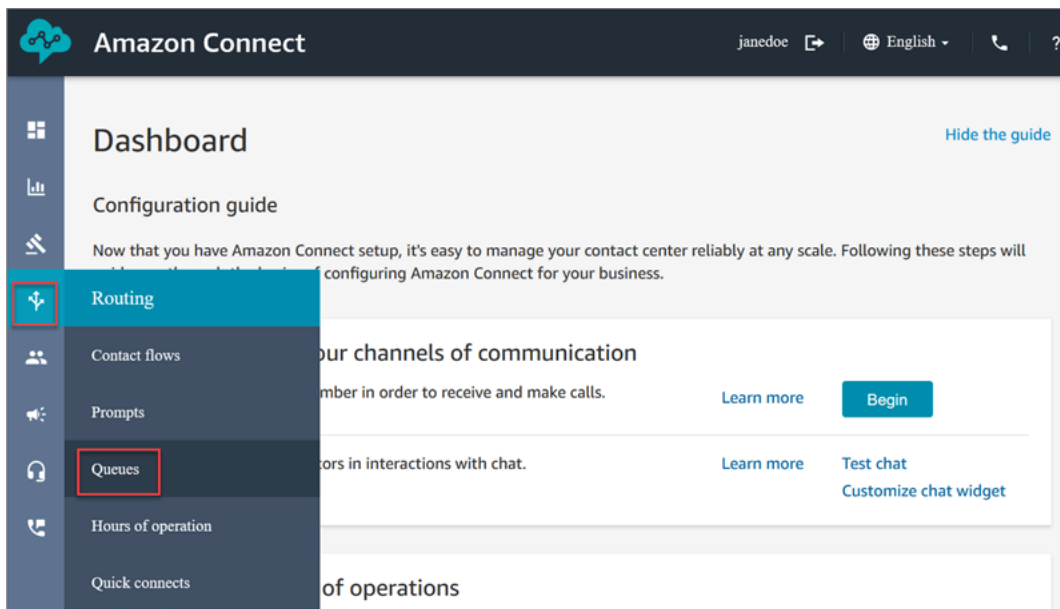 Amazon Connect
janedoe
English
?
Dashboard
Hide the guide
Configuration guide
Now that you have Amazon Connect setup, it's easy to manage your contact center reliably at any scale. Following these steps will
configuring Amazon Connect for your business.
Routing
Contact flows
Prompts
Queues
Hours of operation
Quick connects
our channels of communication
mber in order to receive and make calls.
Learn more
Begin
tors in interactions with chat.
Learn more
Test chat
Customize chat widget
of operations